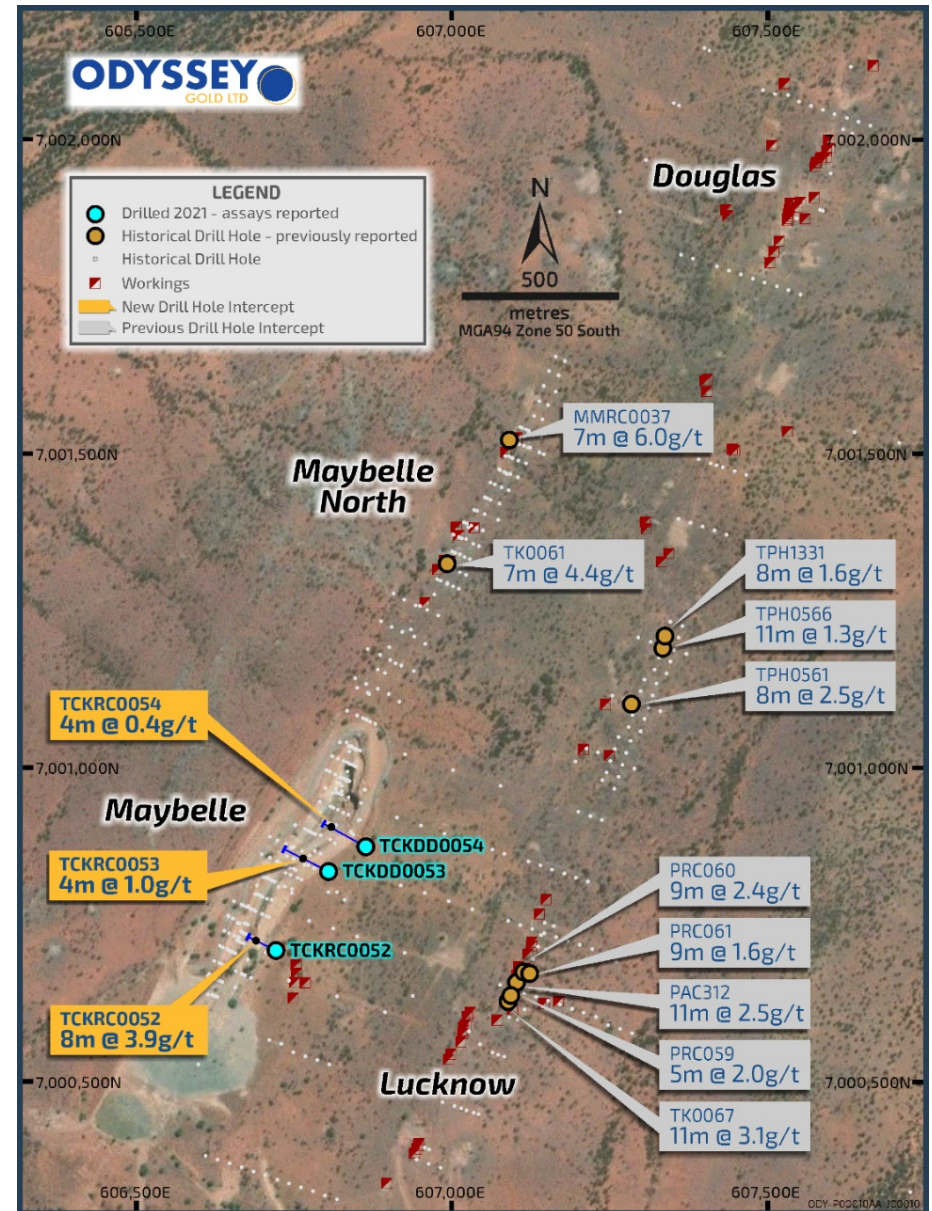 606,500E
607,000E
607,500E
ODYSSEY
GOLD LTD
7,002,000N
7,002,000N
Douglas
LEGEND
Drilled 2021 - assays reported
Historical Drill Hole - previously reported
Historical Drill Hole
Workings
New Drill Hole Intercept
Previous Drill Hole Intercept
N
500
metres
MGA94 Zone 50 South
MMRC0037
7m @ 6.0g/t
7,001,500N
7,001,500N
Maybelle
North
TK0061
7m @ 4.4g/t
TPH1331
8m @ 1.6g/t
TPH0566
11m @ 1.3g/t
TPH0561
8m @ 2.5g/t
TCKRC0054
4m @ 0.4g/t
7,001,000N
7,001,000N
Maybelle
TCKDD0054
TCKRC0053
4m @ 1.0g/t
TCKDD0053
PRC060
9m @ 2.4g/t
PRC061
9m @ 1.6g/t
TCKRC0052
PAC312
11m @ 2.5g/t
TCKRC0052
8m @ 3.9g/t
PRC059
5m @ 2.0g/t
Lucknow
7,000,500N
7,000,500N
TK0067
11m @ 3.1g/t
606,500E
607,000E
607,500E